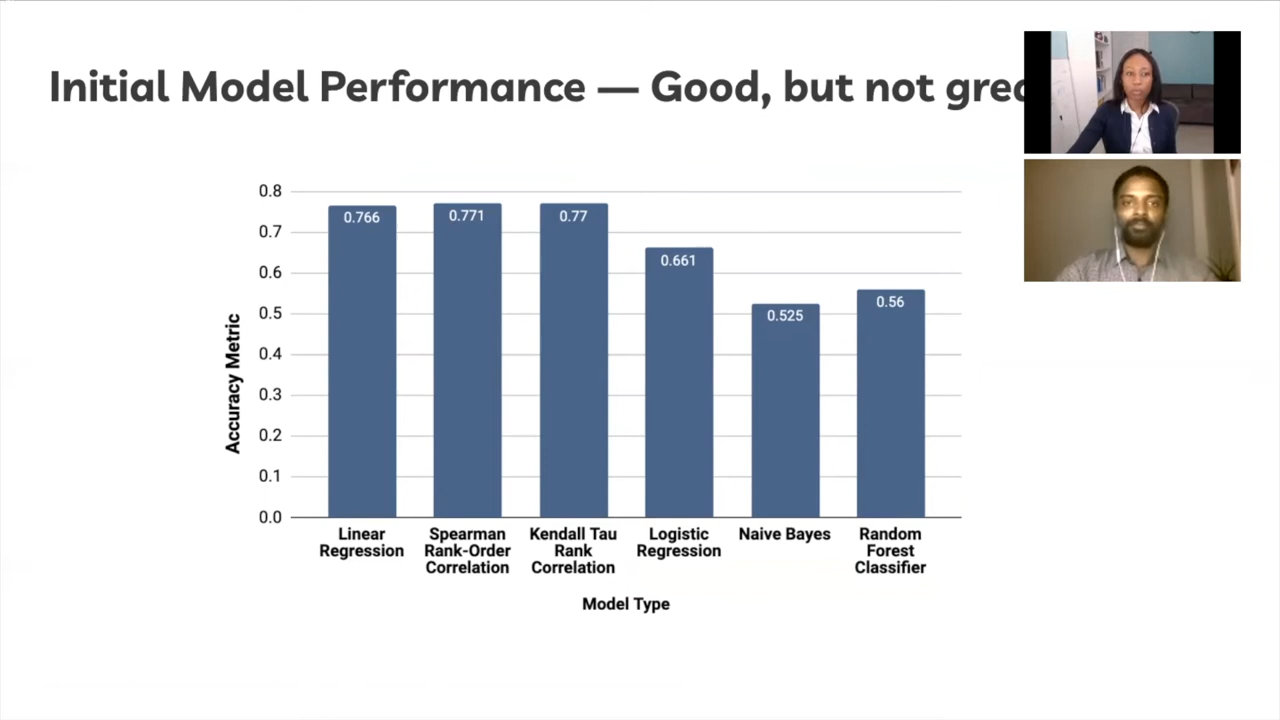 Initial Model Performance — Good, but not
0.8
0.7
0.6
0.5
0.4
0.3
0.2
0.1
0.0
Accuracy Metric
0.766
0.771
0.77
0.661
0.525
0.56
Linear
Regression
Spearman
Rank-Order
Correlation
Kendall Tau
Rank
Correlation
Logistic
Regression
Naive Bayes
Random
Forest
Classifier
Model Type